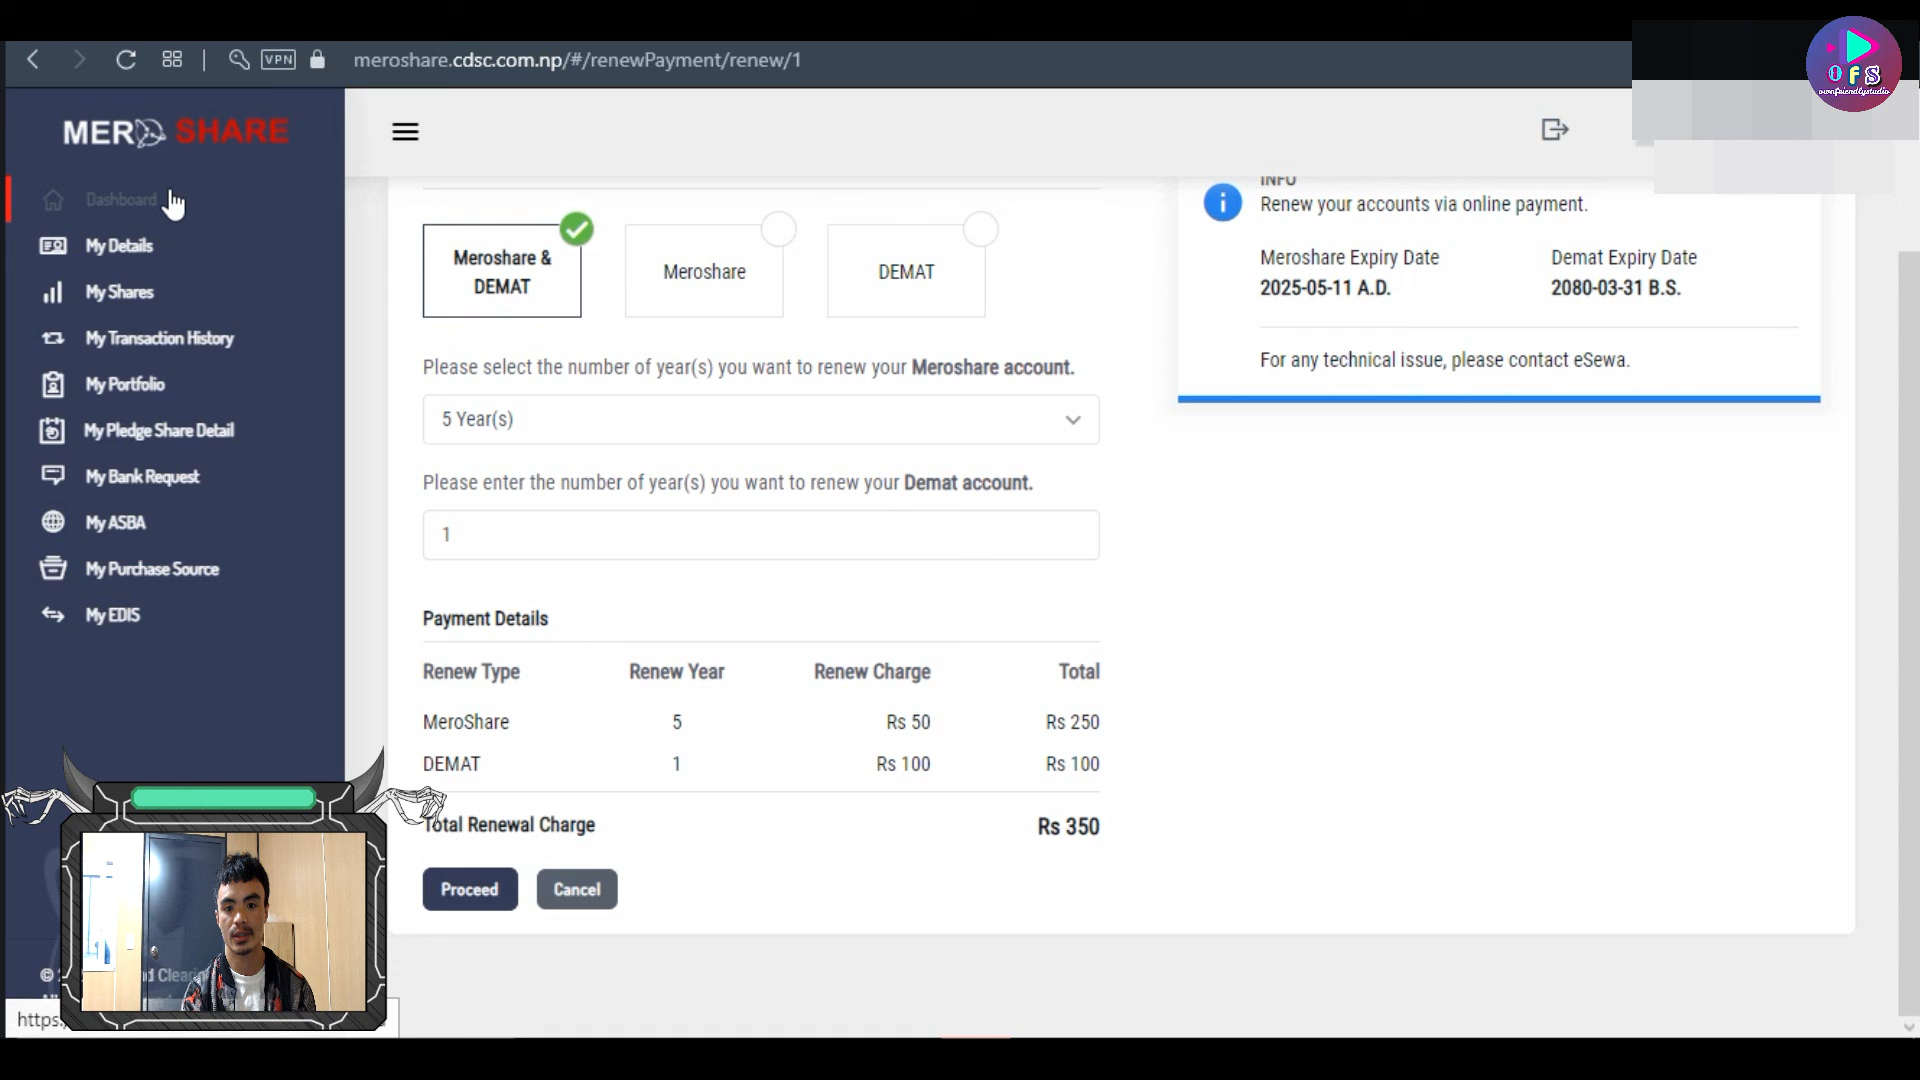 VPN
meroshare.cdsc.com.np/#/renewPayment/renew/1
OFS
ownfriendlystudio
MERO SHARE
Dashboard
My Details
My Shares
My Transaction History
My Portfolio
My Pledge Share Detail
My Bank Request
My ASBA
My Purchase Source
My EDIS
Meroshare & DEMAT
Meroshare
DEMAT
Please select the number of year(s) you want to renew your Meroshare account.
5 Year(s)
Please enter the number of year(s) you want to renew your Demat account.
1
Payment Details
Renew Type Renew Year Renew Charge Total
MeroShare 5 Rs 50 Rs 250
DEMAT 1 Rs 100 Rs 100
Total Renewal Charge Rs 350
Proceed Cancel
INFO
Renew your accounts via online payment.
Meroshare Expiry Date Demat Expiry Date
2025-05-11 A.D. 2080-03-31 B.S.
For any technical issue, please contact eSewa.
©
https: